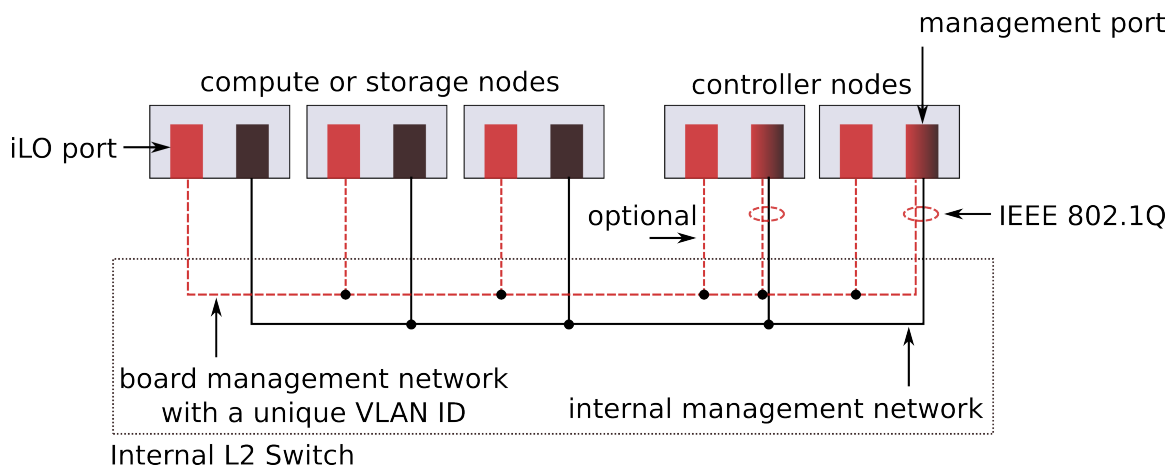 management port
compute or storage nodes
controller nodes
iLO port
optional
IEEE 802.1Q
board management network
with a unique VLAN ID
internal management network
Internal L2 Switch